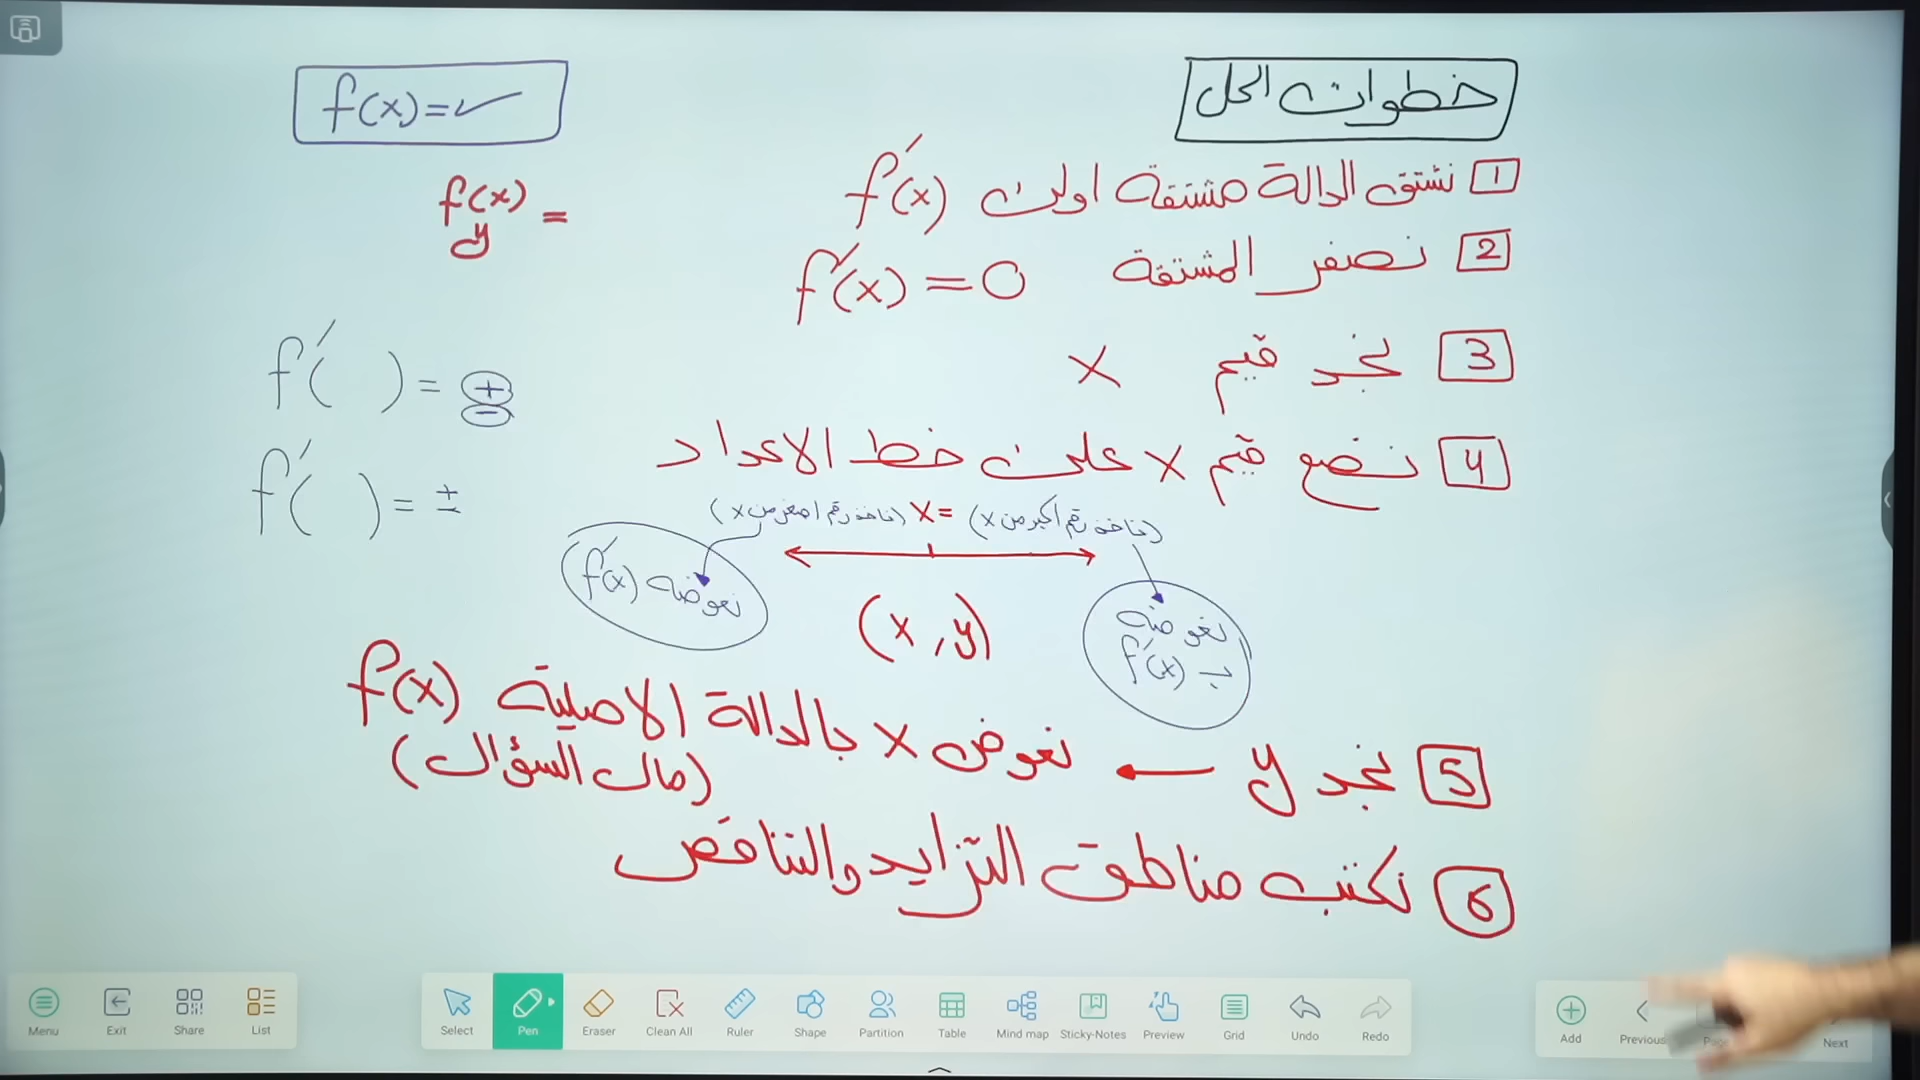 خطوات الحل
1 نشتق الدالة مشتقة اولى f'(x)
2 نصفر المشتقة f'(x) = 0
3 نجد قيم x
4 نضع قيم x على خط الاعداد
(ناخذ رقم اكبر من x) x= (ناخذ رقم اصغر من x)
نعوضه ب f'(x)
نعوضه f'(x)
(x , y)
5 نجد y ← نعوض x بالدالة الاصلية f(x)
(مال السؤال)
6 نكتب مناطق التزايد والتناقص
f(x)=✓
f(x) =
y
f'( ) = + −
f'( ) = ±
Menu
Exit
Share
List
Select
Pen
Eraser
Clean All
Ruler
Shape
Partition
Table
Mind map
Sticky-Notes
Preview
Grid
Undo
Redo
Add
Previous
Next